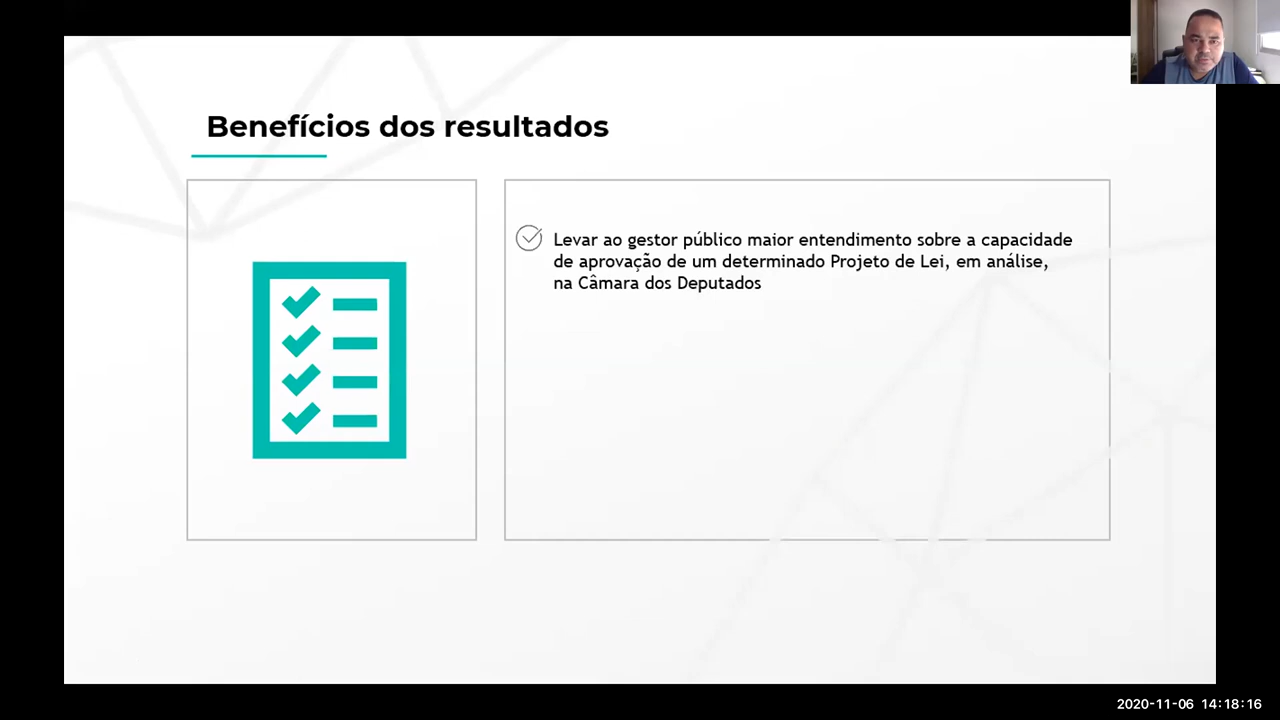 Benefícios dos resultados
Levar ao gestor público maior entendimento sobre a capacidade
de aprovação de um determinado Projeto de Lei, em análise,
na Câmara dos Deputados
2020-11-06 14:18:16